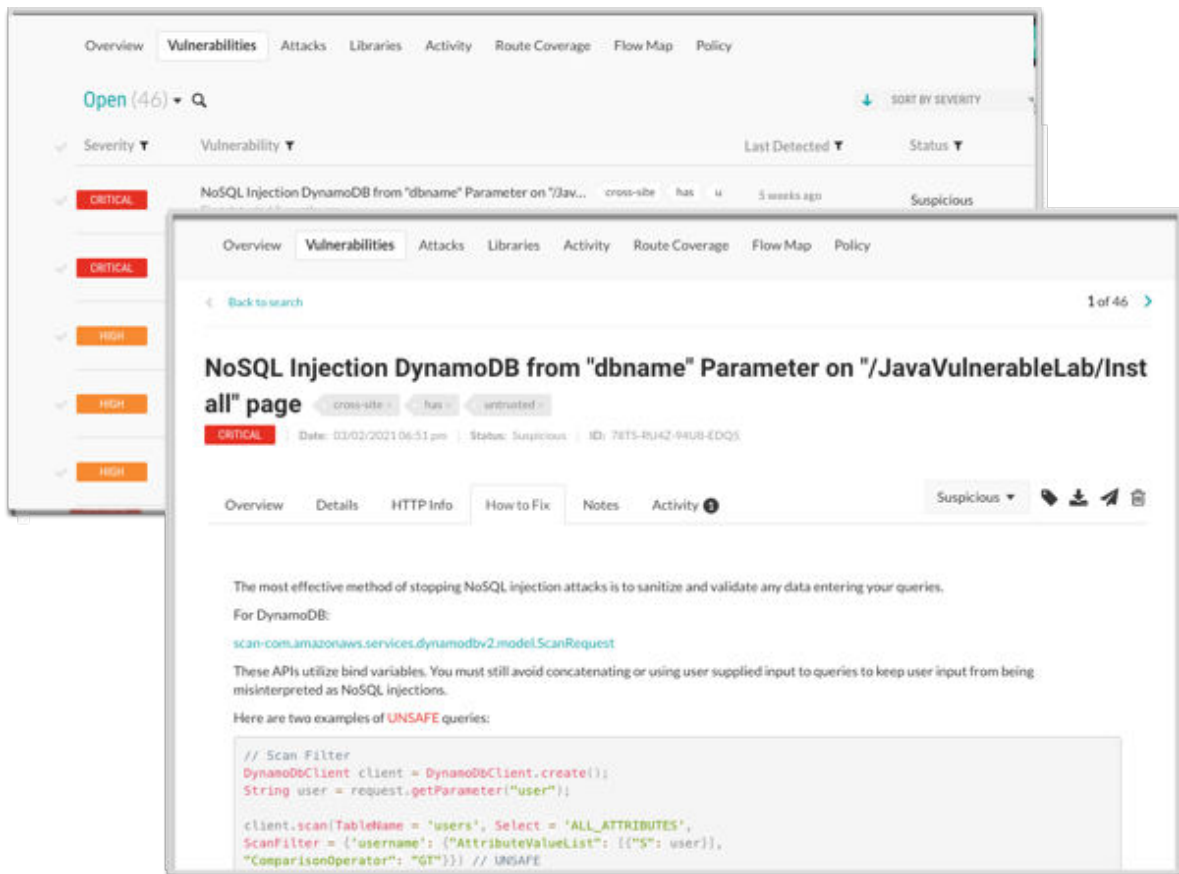 Overview Vulnerabilities Attacks Libraries Activity Route Coverage Flow Map Policy
Open (46)
SORT BY SEVERITY
Severity Vulnerability Last Detected Status
CRITICAL NoSQL Injection DynamoDB from "dbname" Parameter on "/Jav... cross-site has u 5 weeks ago Suspicious
CRITICAL
HIGH
HIGH
HIGH
Overview Vulnerabilities Attacks Libraries Activity Route Coverage Flow Map Policy
Back to search 1 of 46
NoSQL Injection DynamoDB from "dbname" Parameter on "/JavaVulnerableLab/Inst
all" page cross-site has untrusted
CRITICAL Date: 03/02/2021 06:51 pm Status: Suspicious ID:
Overview Details HTTP Info How to Fix Notes Activity 1 Suspicious
The most effective method of stopping NoSQL injection attacks is to sanitize and validate any data entering your queries.
For DynamoDB:
scan-com.amazonaws.services.dynamodbv2.model.ScanRequest
These APIs utilize bind variables. You must still avoid concatenating or using user supplied input to queries to keep user input from being
misinterpreted as NoSQL injections.
Here are two examples of UNSAFE queries:
// Scan Filter
DynamoDbClient client = DynamoDbClient.create();
String user = request.getParameter("user");
client.scan(TableName = 'users', Select = 'ALL_ATTRIBUTES',
ScanFilter = {'username': {"AttributeValueList": [{"S": user}],
"ComparisonOperator": "GT"}}) // UNSAFE